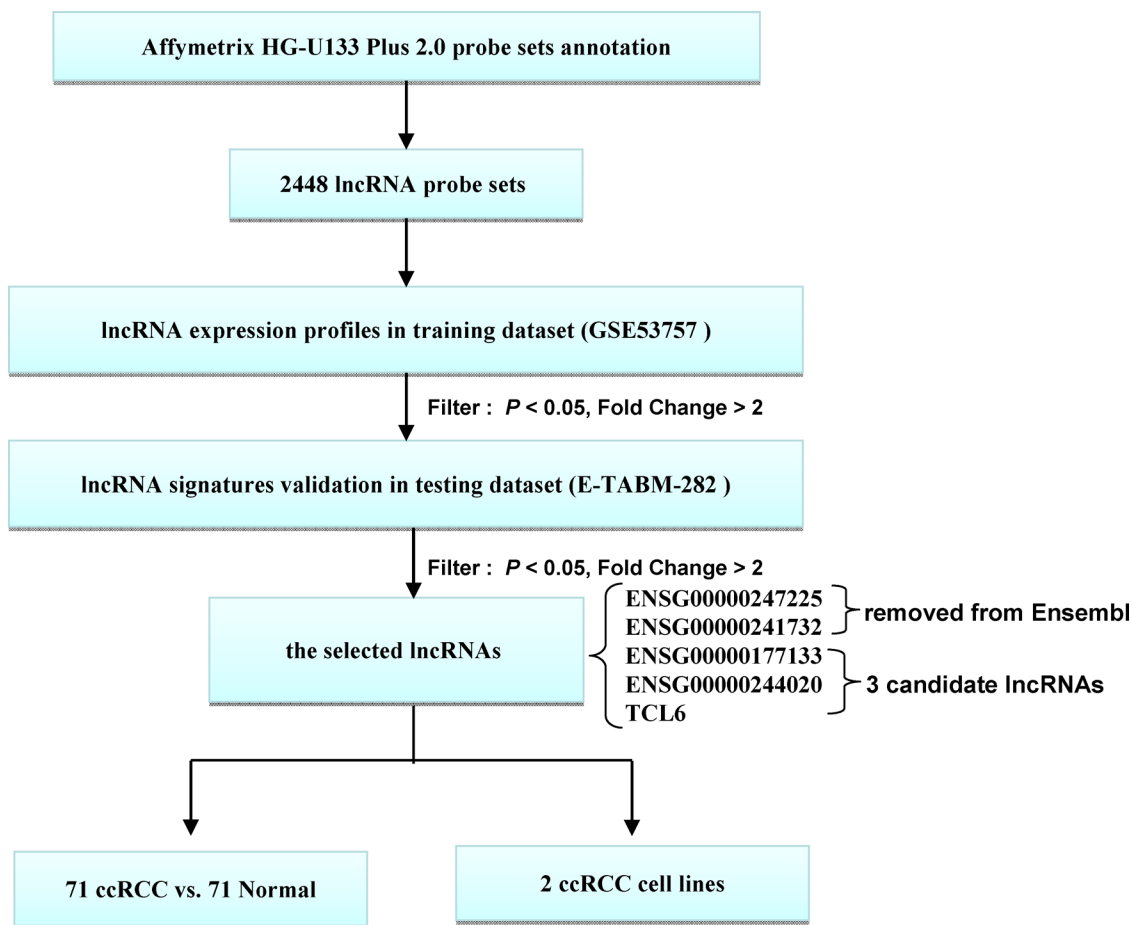 Affymetrix HG-U133 Plus 2.0 probe sets annotation
2448 lncRNA probe sets
lncRNA expression profiles in training dataset (GSE53757 )
Filter : P < 0.05, Fold Change > 2
lncRNA signatures validation in testing dataset (E-TABM-282 )
Filter : P < 0.05, Fold Change > 2
the selected lncRNAs
ENSG00000247225
ENSG00000241732
removed from Ensembl
ENSG00000177133
ENSG00000244020
TCL6
3 candidate lncRNAs
71 ccRCC vs. 71 Normal
2 ccRCC cell lines